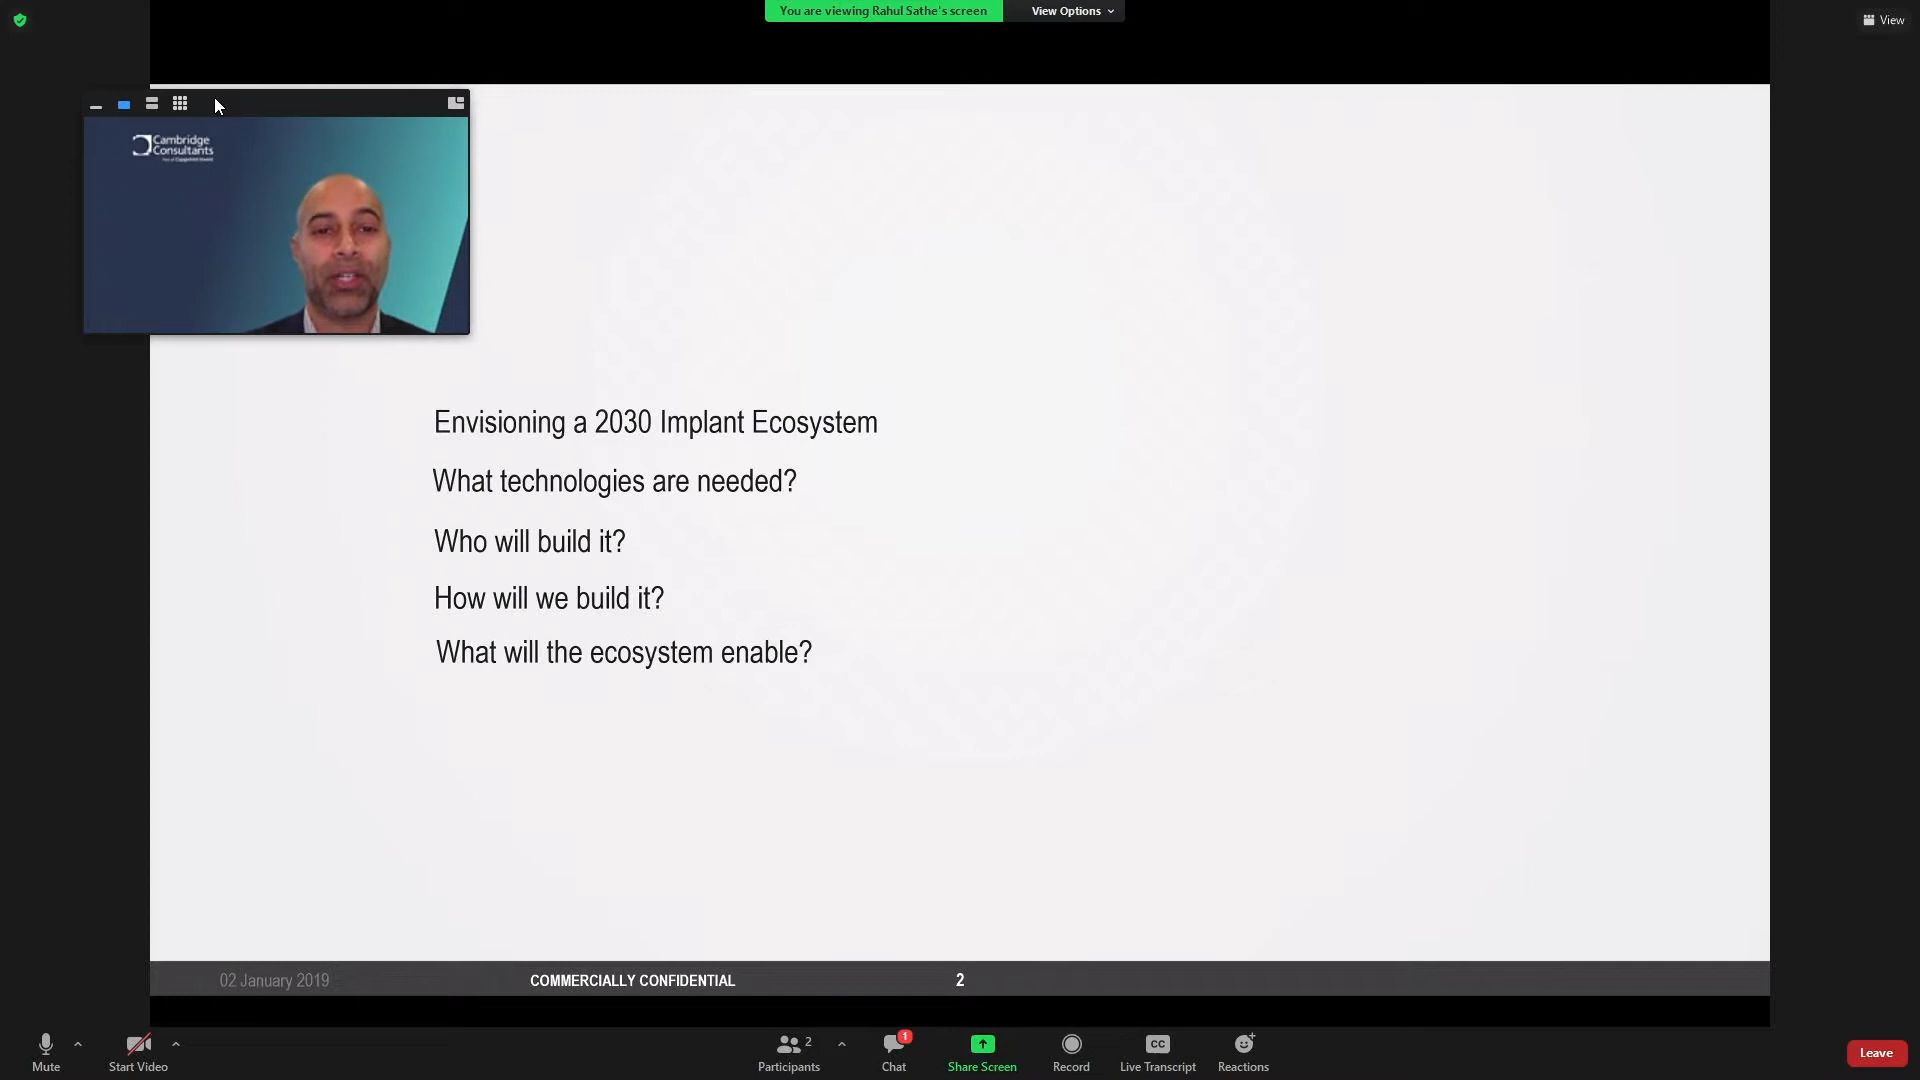 You are viewing Rahul Sathe's screen
View Options
View
Cambridge
Consultants
Envisioning a 2030 Implant Ecosystem
What technologies are needed?
Who will build it?
How will we build it?
What will the ecosystem enable?
02 January 2019
COMMERCIALLY CONFIDENTIAL
2
Mute
Start Video
2
Participants
1
Chat
Share Screen
Record
CC
Live Transcript
Reactions
Leave